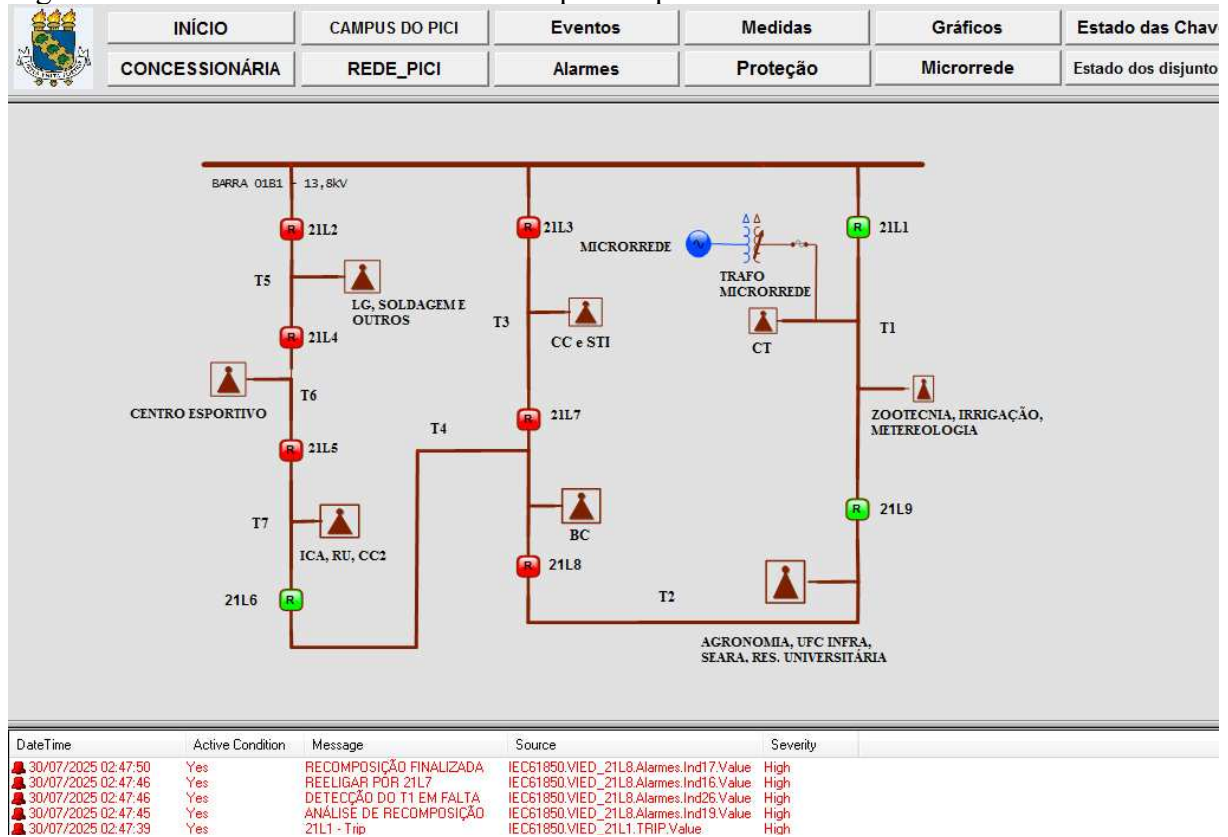 INÍCIO
CAMPUS DO PICI
Eventos
Medidas
Gráficos
Estado das Chav
CONCESSIONÁRIA
REDE_PICI
Alarmes
Proteção
Microrrede
Estado dos disjunto
BARRA 01B1 - 13,8kV
R 21L2
R 21L3
R 21L1
MICRORREDE
TRAFO
MICRORREDE
T5
LG, SOLDAGEM E
OUTROS
T3
CC e STI
CT
T1
R 21L4
CENTRO ESPORTIVO
T6
ZOOTECNIA, IRRIGAÇÃO,
METEREOLOGIA
R 21L7
T4
R 21L5
R 21L9
T7
ICA, RU, CC2
BC
R 21L8
21L6 R
T2
AGRONOMIA, UFC INFRA,
SEARA, RES. UNIVERSITÁRIA
DateTime Active Condition Message Source Severity
30/07/2025 02:47:50 Yes RECOMPOSIÇÃO FINALIZADA IEC61850.VIED_21L8.Alarmes.Ind17.Value High
30/07/2025 02:47:46 Yes REELIGAR POR 21L7 IEC61850.VIED_21L8.Alarmes.Ind16.Value High
30/07/2025 02:47:46 Yes DETECÇÃO DO T1 EM FALTA IEC61850.VIED_21L8.Alarmes.Ind26.Value High
30/07/2025 02:47:45 Yes ANÁLISE DE RECOMPOSIÇÃO IEC61850.VIED_21L8.Alarmes.Ind19.Value High
30/07/2025 02:47:39 Yes 21L1 - Trip IEC61850.VIED_21L1.TRIP.Value High